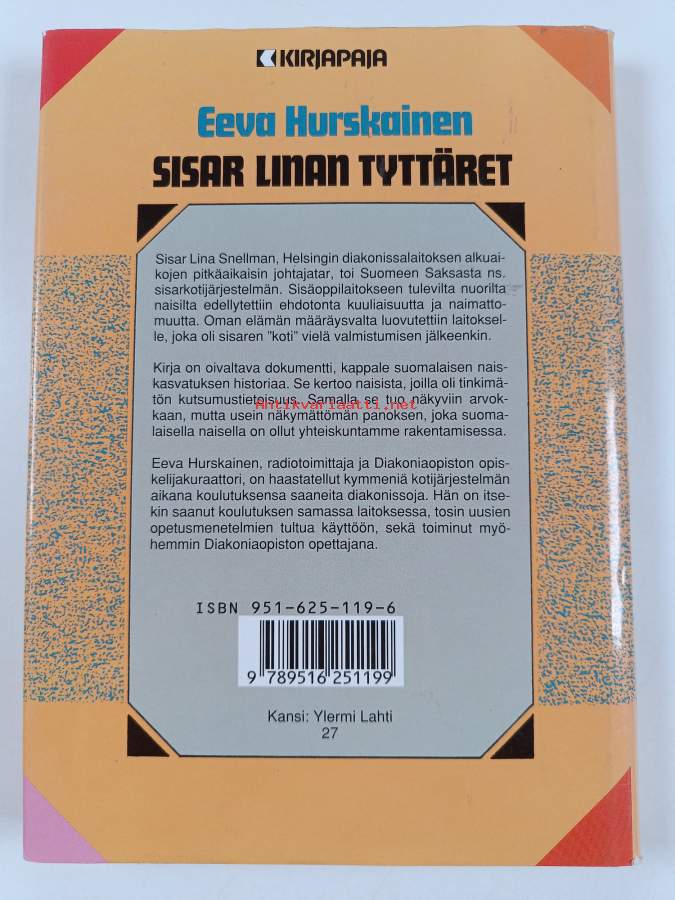 KIRJAPAJA
Eeva Hurskainen
SISAR LINAN TYTTÄRET
Sisar Lina Snellman, Helsingin diakonissalaitoksen alkuai-
kojen pitkäaikaisin johtajatar, toi Suomeen Saksasta ns.
sisarkotijärjestelmän. Sisäoppilaitokseen tulevilta nuorilta
naisilta edellytettiin ehdotonta kuuliaisuutta ja naimatto-
muutta. Oman elämän määräysvalta luovutettiin laitoksel-
le, joka oli sisaren "koti" vielä valmistumisen jälkeenkin.
Kirja on oivaltava dokumentti, kappale suomalaisen nais-
kasvatuksen historiaa. Se kertoo naisista, joilla oli tinkimä-
tön kutsumustietoisuus. Samalla se tuo näkyviin arvok-
Antikvariaatti.net
kaan, mutta usein näkymättömän panoksen, joka suoma-
laisella naisella on ollut yhteiskuntamme rakentamisessa.
Eeva Hurskainen, radiotoimittaja ja Diakoniaopiston opis-
kelijakuraattori, on haastatellut kymmeniä kotijärjestelmän
aikana koulutuksensa saaneita diakonissoja. Hän on itse-
kin saanut koulutuksen samassa laitoksessa, tosin uusien
opetusmenetelmien tultua käyttöön, sekä toiminut myö-
hemmin Diakoniaopiston opettajana.
ISBN 951-625-119-6
9 789516 251199
Kansi: Ylermi Lahti
27